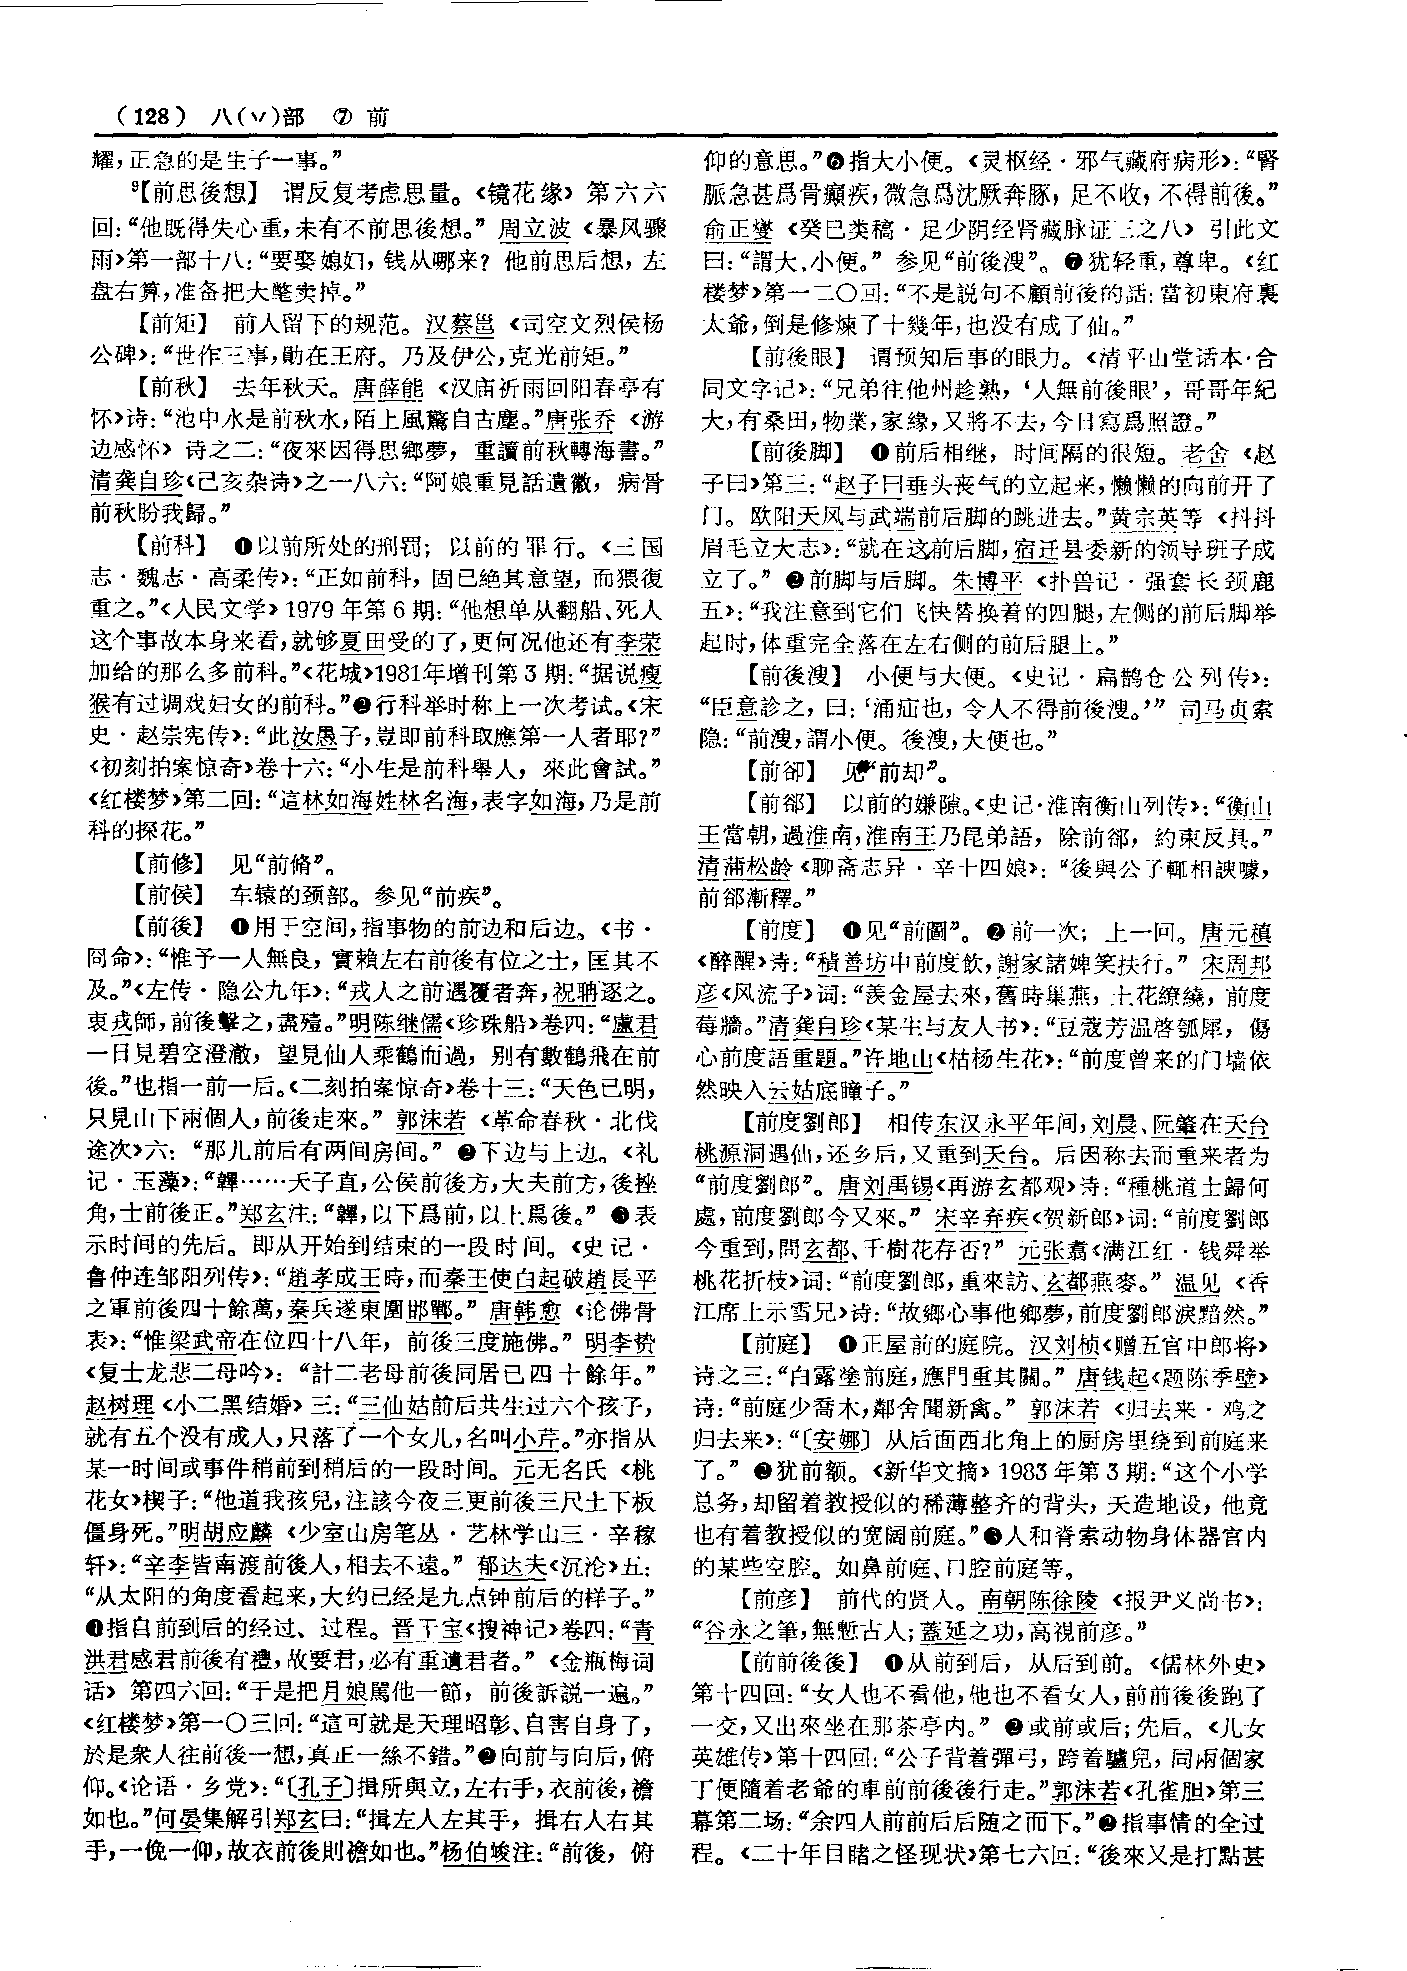 （128） 八(丷)部 ⑦ 前
耀，正急的是生子一事。”
⁹【前思後想】 谓反复考虑思量。《镜花缘》第六六
回：“他既得失心重，未有不前思後想。” 周立波《暴风骤
雨》第一部十八：“要娶媳妇，钱从哪来？他前思后想，左
盘右算，准备把大氅卖掉。”
【前矩】 前人留下的规范。汉蔡邕《司空文烈侯杨
公碑》：“世作三事，勛在王府。乃及伊公，克光前矩。”
【前秋】 去年秋天。唐薛能《汉庙祈雨回阳春亭有
怀》诗：“池中水是前秋水，陌上風驚自古塵。”唐张乔《游
边感怀》诗之二：“夜來因得思鄉夢，重讀前秋轉海書。”
清龚自珍《己亥杂诗》之一八六：“阿娘重見話遺徽，病骨
前秋盼我歸。”
【前科】 ❶以前所处的刑罚；以前的罪行。《三国
志·魏志·高柔传》：“正如前科，固已絶其意望，而猥復
重之。”《人民文学》1979年第6期：“他想单从翻船、死人
这个事故本身来看，就够夏田受的了，更何况他还有李荣
加给的那么多前科。”《花城》1981年增刊第3期：“据说瘦
猴有过调戏妇女的前科。”❷行科举时称上一次考试。《宋
史·赵崇宪传》：“此汝愚子，豈即前科取應第一人者耶？”
《初刻拍案惊奇》卷十六：“小生是前科舉人，來此會試。”
《红楼梦》第二回：“這林如海姓林名海，表字如海，乃是前
科的探花。”
【前修】 见“前脩”。
【前侯】 车辕的颈部。参见“前疾”。
【前後】 ❶用于空间，指事物的前边和后边。《书·
冏命》：“惟予一人無良，實賴左右前後有位之士，匡其不
及。”《左传·隐公九年》：“戎人之前遇覆者奔，祝聃逐之。
衷戎師，前後擊之，盡殪。”明陈继儒《珍珠船》卷四：“盧君
一日見碧空澄澈，望見仙人乘鶴而過，别有數鶴飛在前
後。”也指一前一后。《二刻拍案惊奇》卷十三：“天色已明，
只見山下兩個人，前後走來。” 郭沫若《革命春秋·北伐
途次》六：“那儿前后有两间房间。” ❷下边与上边。《礼
记·玉藻》：“韠……天子直，公侯前後方，大夫前方，後挫
角，士前後正。”郑玄注：“韠，以下爲前，以上爲後。” ❸表
示时间的先后。即从开始到结束的一段时间。《史记·
鲁仲连邹阳列传》：“趙孝成王時，而秦王使白起破趙長平
之軍前後四十餘萬，秦兵遂東圍邯鄲。” 唐韩愈《论佛骨
表》：“惟梁武帝在位四十八年，前後三度施佛。” 明李贽
《复士龙悲二母吟》：“計二老母前後同居已四十餘年。”
赵树理《小二黑结婚》三：“三仙姑前后共生过六个孩子，
就有五个没有成人，只落了一个女儿，名叫小芹。”亦指从
某一时间或事件稍前到稍后的一段时间。元无名氏《桃
花女》楔子：“他道我孩兒，注該今夜三更前後三尺土下板
僵身死。”明胡应麟《少室山房笔丛·艺林学山三·辛稼
轩》：“辛李皆南渡前後人，相去不遠。” 郁达夫《沉沦》五：
“从太阳的角度看起来，大约已经是九点钟前后的样子。”
❹指自前到后的经过、过程。晋干宝《搜神记》卷四：“青
洪君感君前後有禮，故要君，必有重遺君者。”《金瓶梅词
话》第四六回：“于是把月娘罵他一節，前後訴説一遍。”
《红楼梦》第一〇三回：“這可就是天理昭彰、自害自身了，
於是衆人往前後一想，真正一絲不錯。”❺向前与向后，俯
仰。《论语·乡党》：“〔孔子〕揖所與立，左右手，衣前後，襜
如也。”何晏集解引郑玄曰：“揖左人左其手，揖右人右其
手，一俛一仰，故衣前後則襜如也。”杨伯峻注：“前後，俯
仰的意思。”❻指大小便。《灵枢经·邪气藏府病形》：“腎
脈急甚爲骨癲疾，微急爲沈厥奔豚，足不收，不得前後。”
俞正燮《癸巳类稿·足少阴经肾藏脉证三之八》引此文
曰：“謂大、小便。” 参见“前後溲”。❼犹轻重，尊卑。《红
楼梦》第一二〇回：“不是説句不顧前後的話：當初東府裏
太爺，倒是修煉了十幾年，也没有成了仙。”
【前後眼】 谓预知后事的眼力。《清平山堂话本·合
同文字记》：“兄弟往他州趁熟，‘人無前後眼’，哥哥年紀
大，有桑田，物業，家緣，又將不去，今日寫爲照證。”
【前後脚】 ❶前后相继，时间隔的很短。老舍《赵
子曰》第三：“赵子曰垂头丧气的立起来，懒懒的向前开了
门。欧阳天风与武端前后脚的跳进去。”黄宗英等《抖抖
眉毛立大志》：“就在这前后脚，宿迁县委新的领导班子成
立了。” ❷前脚与后脚。朱博平《扑兽记·强套长颈鹿
五》：“我注意到它们飞快替换着的四腿，左侧的前后脚举
起时，体重完全落在左右侧的前后腿上。”
【前後溲】 小便与大便。《史记·扁鹊仓公列传》：
“臣意診之，曰：‘涌疝也，令人不得前後溲。’” 司马贞索
隐：“前溲，謂小便。後溲，大便也。”
【前卻】 见“前却”。
【前郤】 以前的嫌隙。《史记·淮南衡山列传》：“衡山
王當朝，過淮南，淮南王乃昆弟語，除前郤，約束反具。”
清蒲松龄《聊斋志异·辛十四娘》：“後與公子輒相諛噱，
前郤漸釋。”
【前度】 ❶见“前圖”。❷前一次；上一回。唐元稹
《醉醒》诗：“積善坊中前度飲，謝家諸婢笑扶行。” 宋周邦
彦《风流子》词：“羨金屋去來，舊時巢燕，土花繚繞，前度
莓牆。”清龚自珍《某生与友人书》：“豆蔻芳温啓瓠犀，傷
心前度語重題。”许地山《枯杨生花》：“前度曾来的门墙依
然映入云姑底瞳子。”
【前度劉郎】 相传东汉永平年间，刘晨、阮肇在天台
桃源洞遇仙，还乡后，又重到天台。后因称去而重来者为
“前度劉郎”。唐刘禹锡《再游玄都观》诗：“種桃道士歸何
處，前度劉郎今又來。” 宋辛弃疾《贺新郎》词：“前度劉郎
今重到，問玄都、千樹花存否？” 元张翥《满江红·钱舜举
桃花折枝》词：“前度劉郎，重來訪、玄都燕麥。” 温见《香
江席上示雪兄》诗：“故鄉心事他鄉夢，前度劉郎淚黯然。”
【前庭】 ❶正屋前的庭院。汉刘桢《赠五官中郎将》
诗之三：“白露塗前庭，應門重其關。” 唐钱起《题陈季壁》
诗：“前庭少喬木，鄰舍聞新禽。” 郭沫若《归去来·鸡之
归去来》：“〔安娜〕从后面西北角上的厨房里绕到前庭来
了。” ❷犹前额。《新华文摘》1983年第3期：“这个小学
总务，却留着教授似的稀薄整齐的背头，天造地设，他竟
也有着教授似的宽阔前庭。”❸人和脊索动物身体器官内
的某些空腔。如鼻前庭、口腔前庭等。
【前彦】 前代的贤人。南朝陈徐陵《报尹义尚书》：
“谷永之筆，無慙古人；蓋延之功，高視前彦。”
【前前後後】 ❶从前到后，从后到前。《儒林外史》
第十四回：“女人也不看他，他也不看女人，前前後後跑了
一交，又出來坐在那茶亭内。” ❷或前或后；先后。《儿女
英雄传》第十四回：“公子背着彈弓，跨着驢兒，同兩個家
丁便隨着老爺的車前前後後行走。”郭沫若《孔雀胆》第三
幕第二场：“余四人前前后后随之而下。”❸指事情的全过
程。《二十年目睹之怪现状》第七六回：“後來又是打點甚